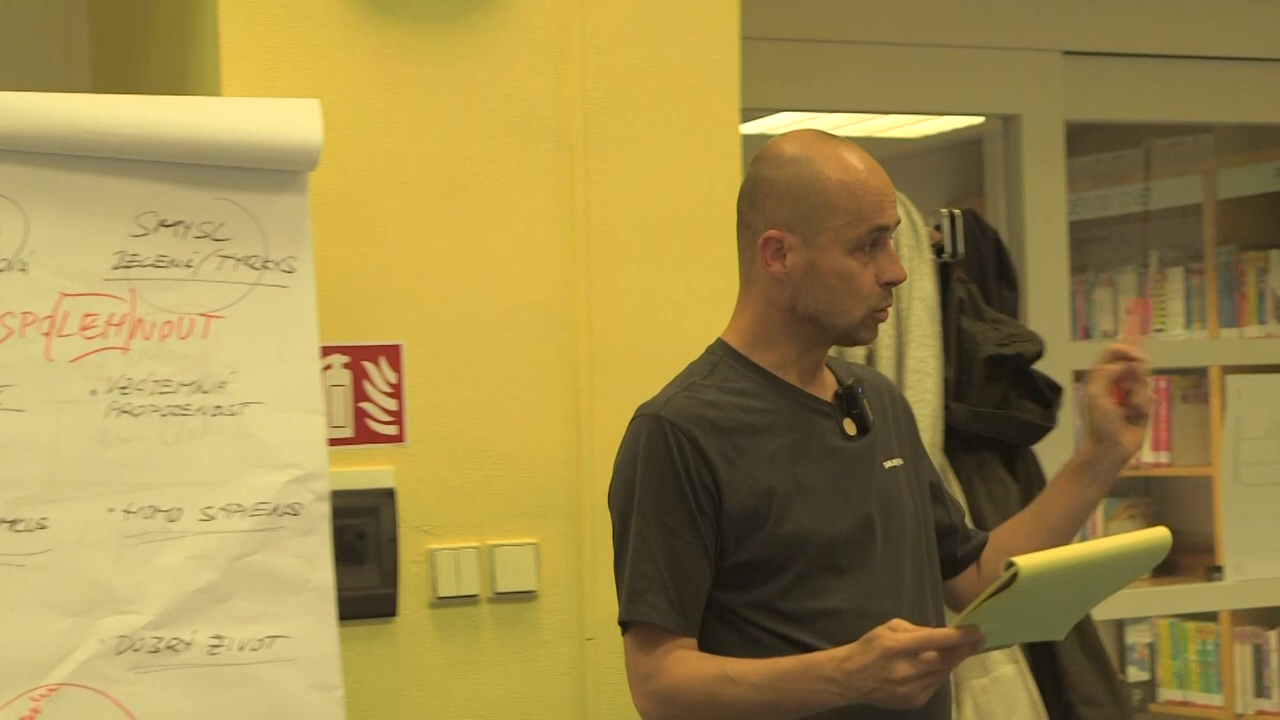 SMYSL
ZELENÁ/TYRKYS
SPOLEHNOUT
• VZÁJEMNÁ
PROPOJENOST
• HOMO SAPIENS
• DOBRÝ ŽIVOT